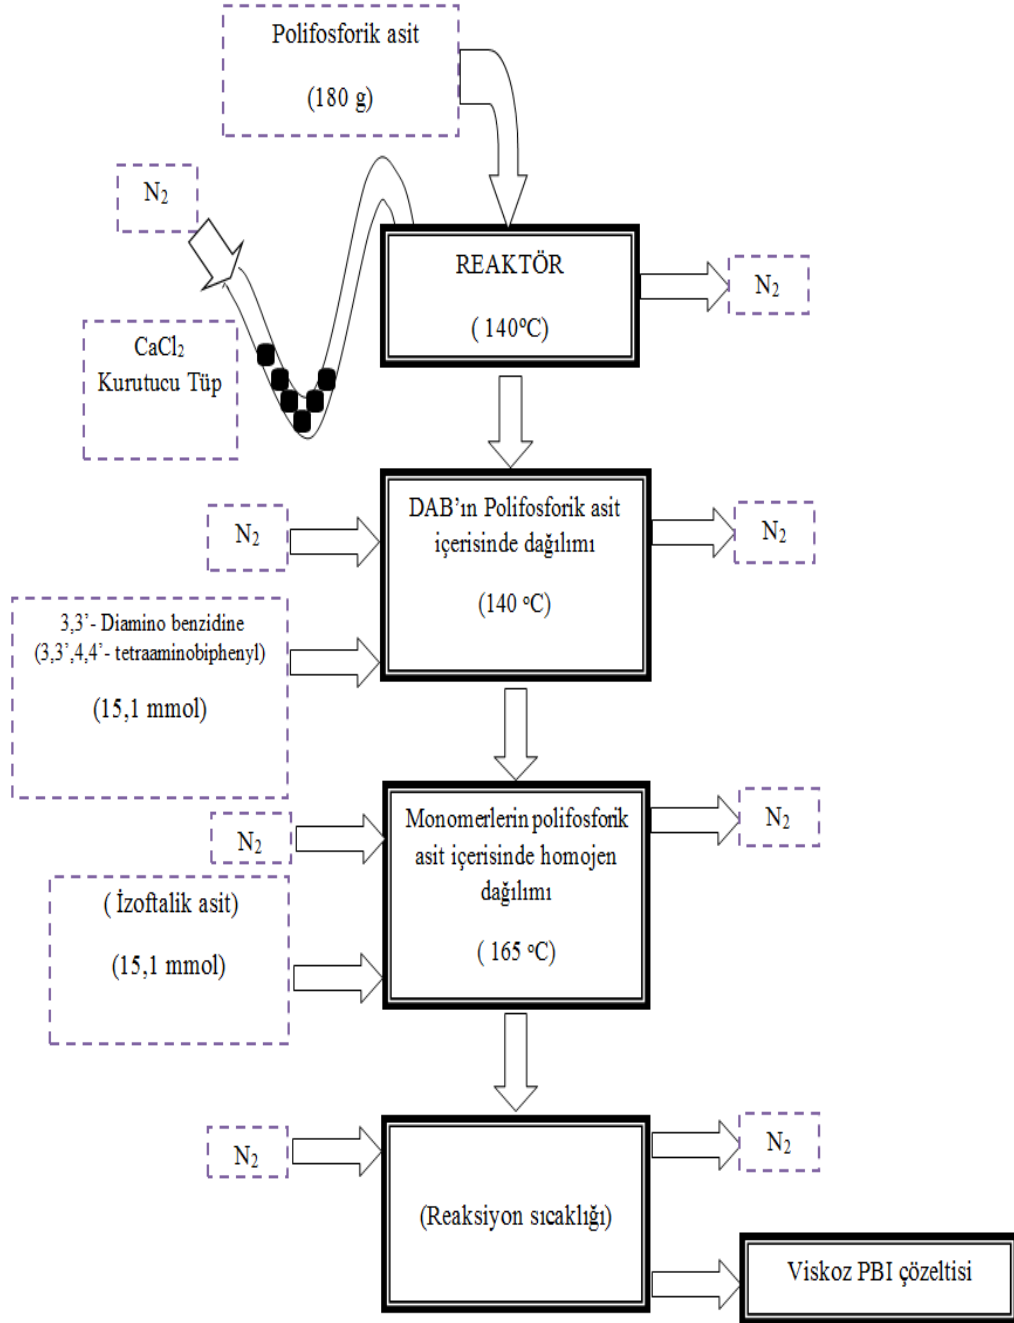 Polifosforik asit
(180 g)
N₂
REAKTÖR
( 140ºC)
N₂
CaCl₂
Kurutucu Tüp
N₂
DAB’ın Polifosforik asit
içerisinde dağılımı
(140 ᵒC)
N₂
3,3’- Diamino benzidine
(3,3’,4,4’- tetraaminobiphenyl)
(15,1 mmol)
N₂
Monomerlerin polifosforik
asit içerisinde homojen
dağılımı
( 165 ᵒC)
N₂
( İzoftalik asit)
(15,1 mmol)
N₂
(Reaksiyon sıcaklığı)
N₂
Viskoz PBI çözeltisi